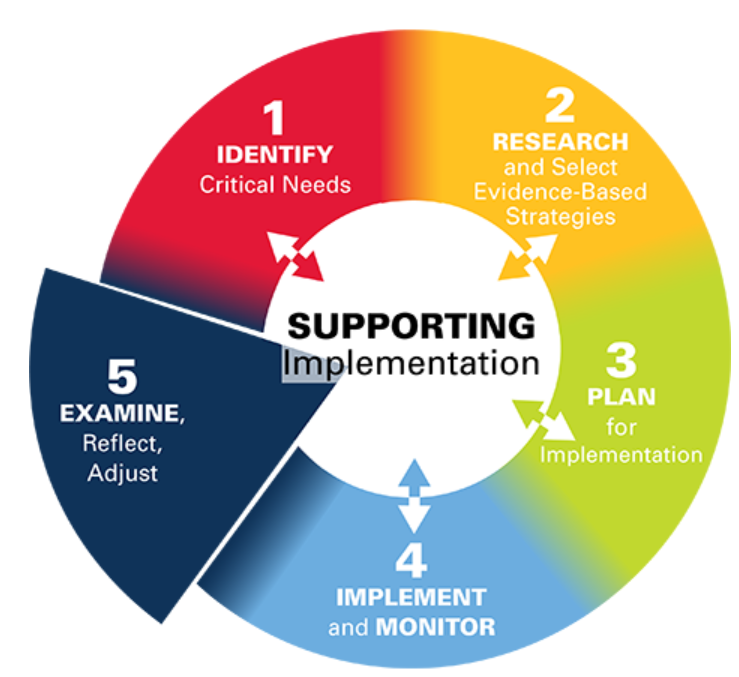 1
IDENTIFY
Critical Needs
2
RESEARCH
and Select
Evidence-Based
Strategies
3
PLAN
for
Implementation
4
IMPLEMENT
and MONITOR
5
EXAMINE,
Reflect,
Adjust
SUPPORTING
Implementation